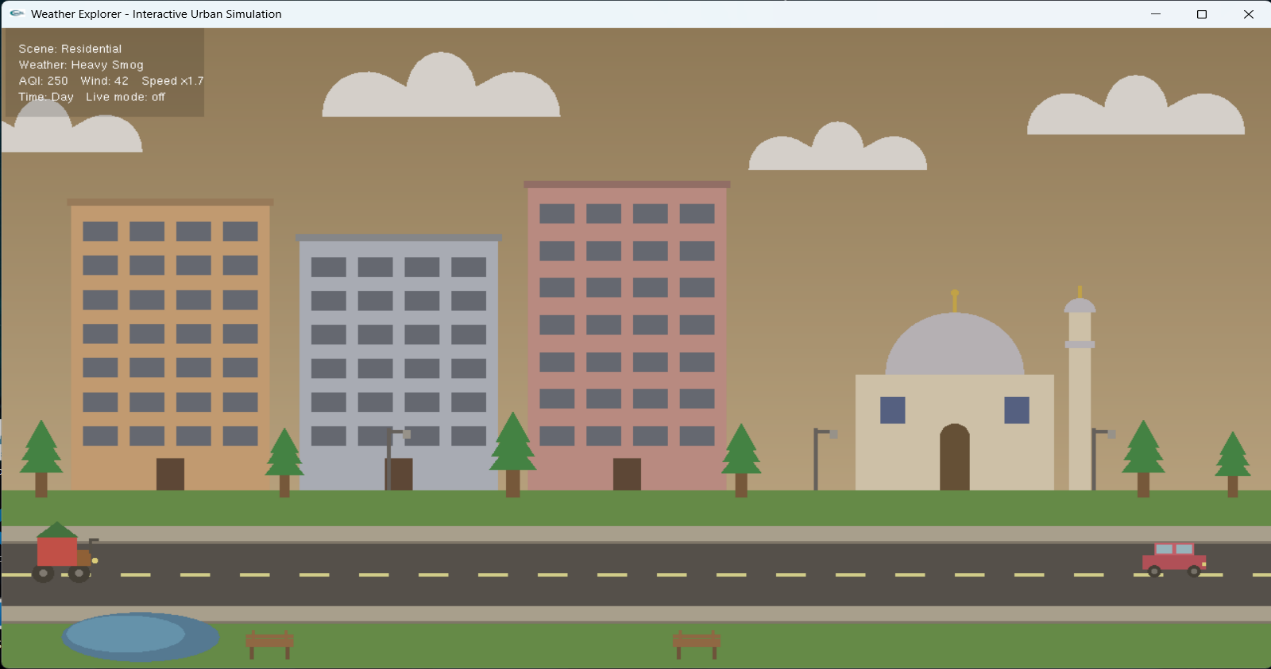 Weather Explorer - Interactive Urban Simulation
Scene: Residential
Weather: Heavy Smog
AQI: 250 Wind: 42 Speed x1.7
Time: Day Live mode: off